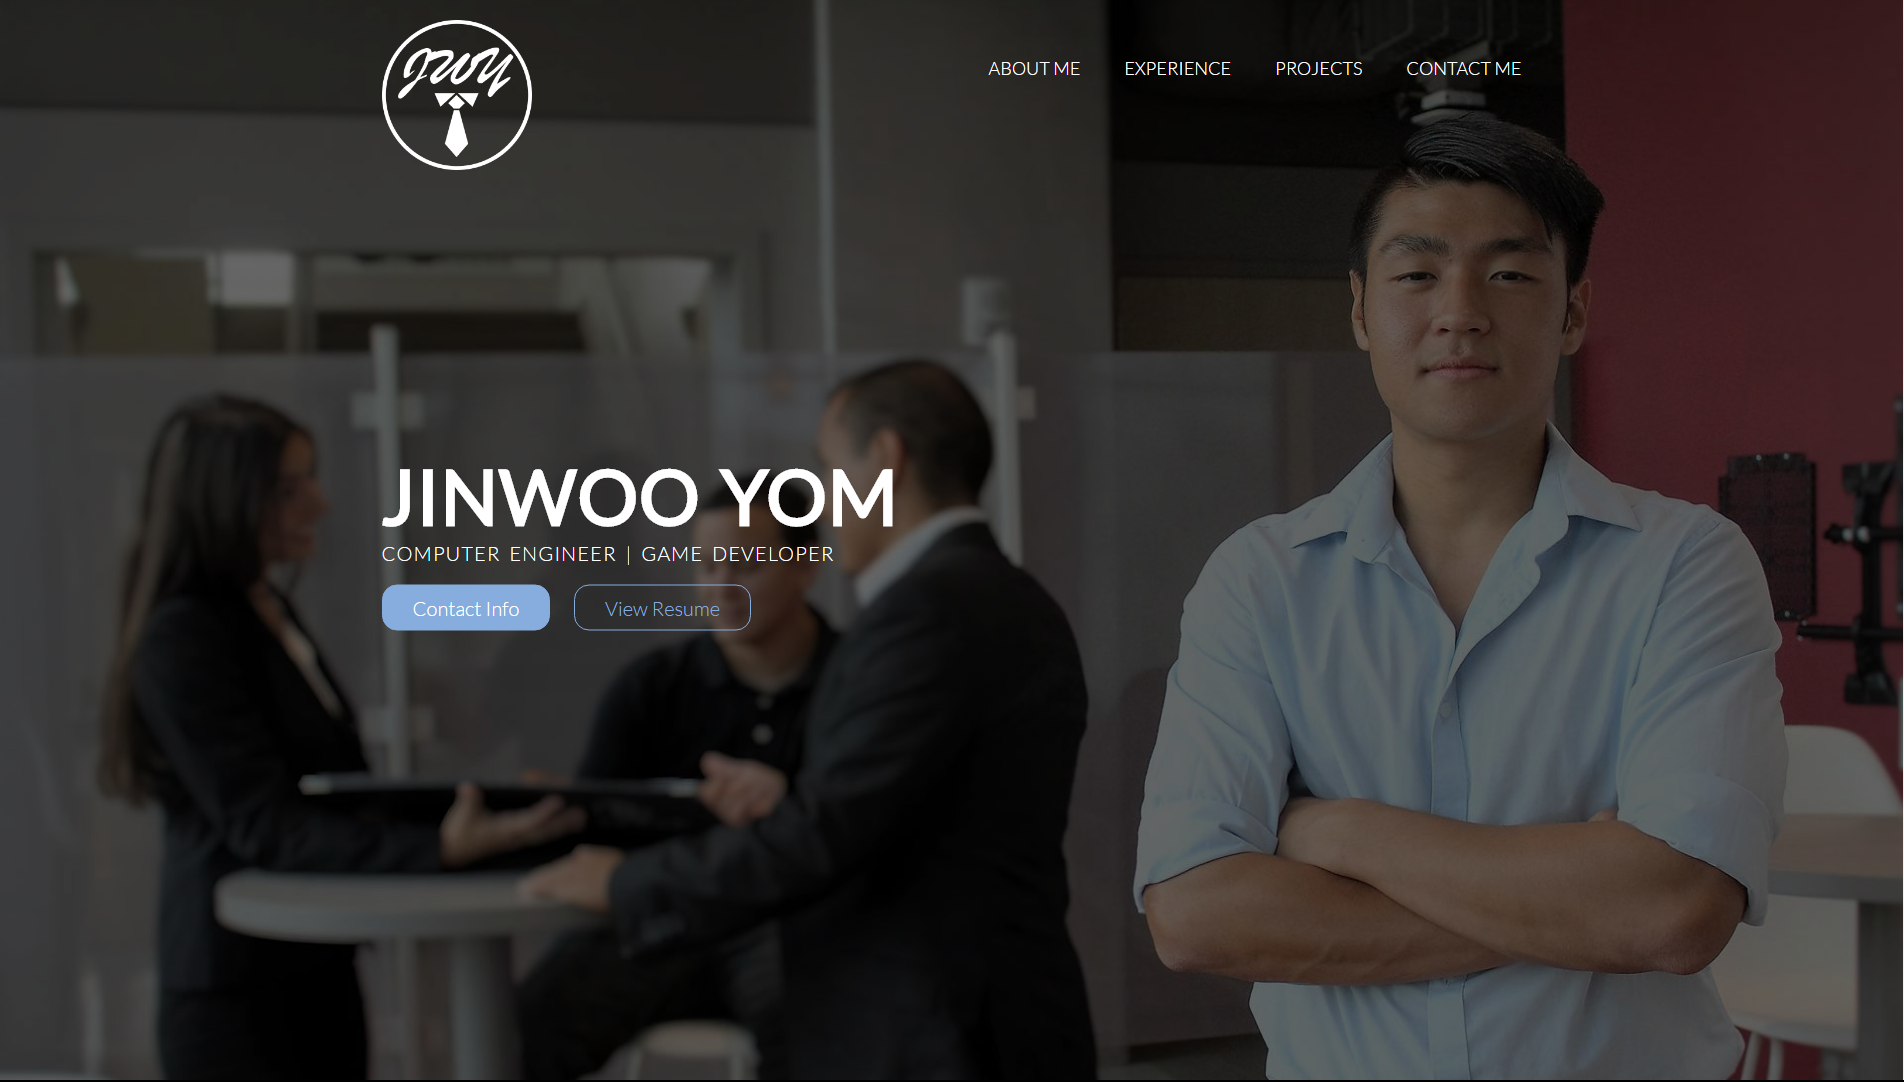 JWY
ABOUT ME EXPERIENCE PROJECTS CONTACT ME
JINWOO YOM
COMPUTER ENGINEER | GAME DEVELOPER
Contact Info View Resume